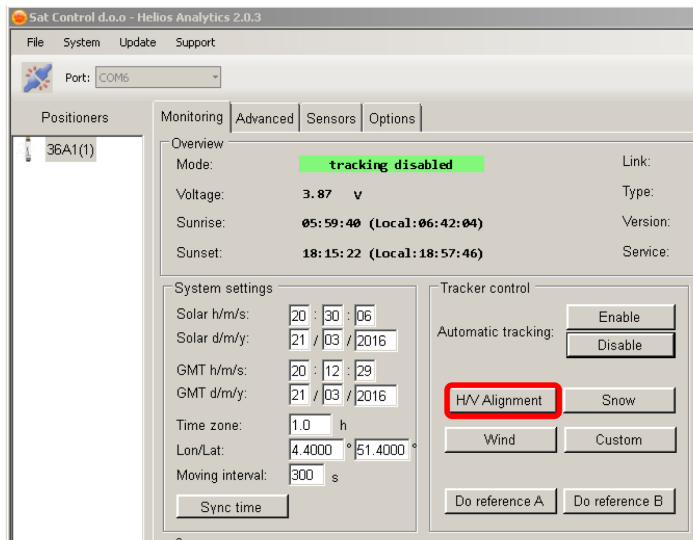 Sat Control d.o.o - Helios Analytics 2.0.3
File System Update Support
Port: COM6
Positioners
36A1(1)
Monitoring Advanced Sensors Options
Overview
Mode: tracking disabled Link:
Voltage: 3.87 V Type:
Sunrise: 05:59:40 (Local:06:42:04) Version:
Sunset: 18:15:22 (Local:18:57:46) Service:
System settings
Solar h/m/s: 20 : 30 : 06
Solar d/m/y: 21 / 03 / 2016
GMT h/m/s: 20 : 12 : 29
GMT d/m/y: 21 / 03 / 2016
Time zone: 1.0 h
Lon/Lat: 4.4000 ° 51.4000 °
Moving interval: 300 s
Sync time
Tracker control
Automatic tracking: Enable
Disable
H/V Alignment Snow
Wind Custom
Do reference A Do reference B